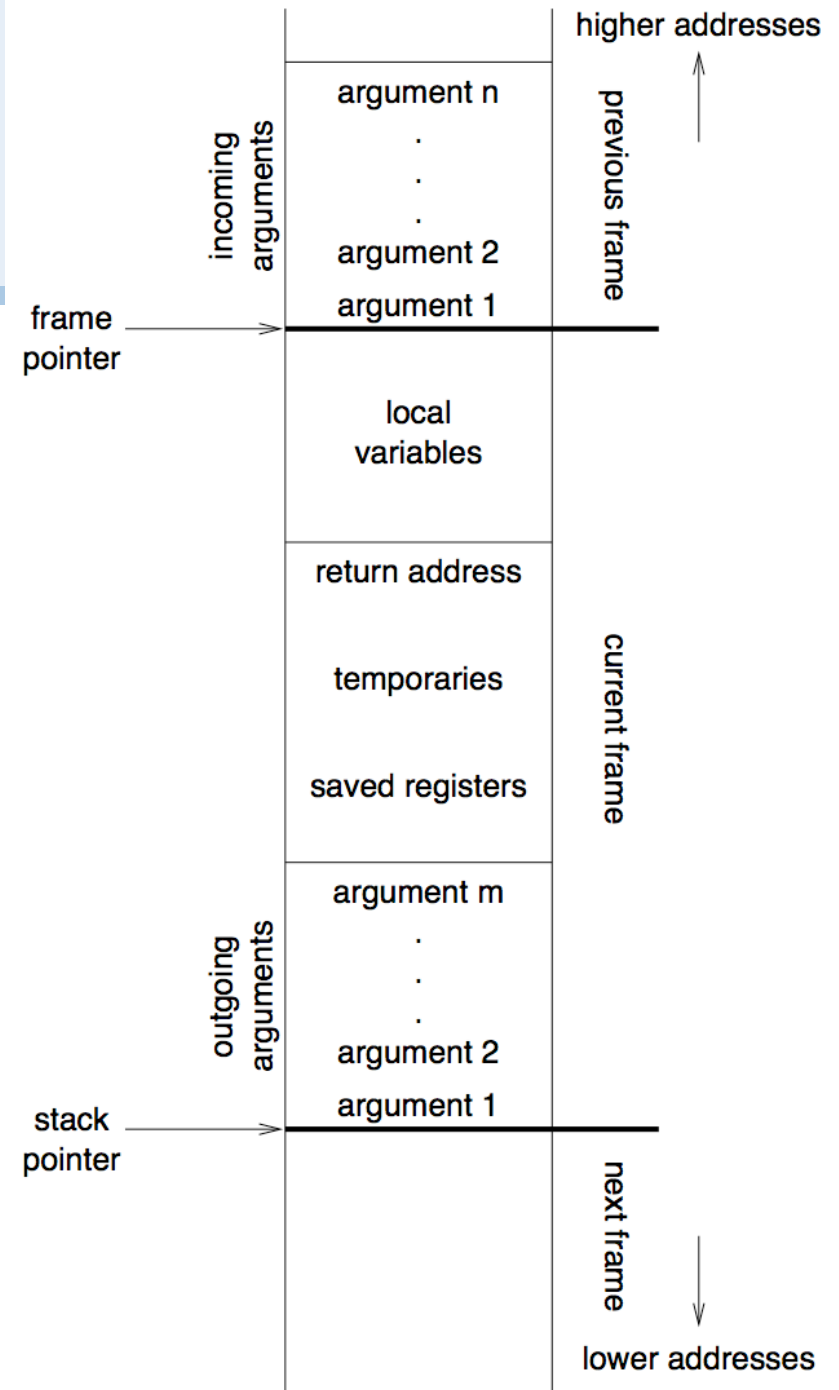 higher addresses
argument n
.
.
.
argument 2
argument 1
incoming
arguments
previous frame
frame
pointer
local
variables
return address
temporaries
saved registers
current frame
argument m
.
.
.
argument 2
argument 1
outgoing
arguments
stack
pointer
next frame
lower addresses